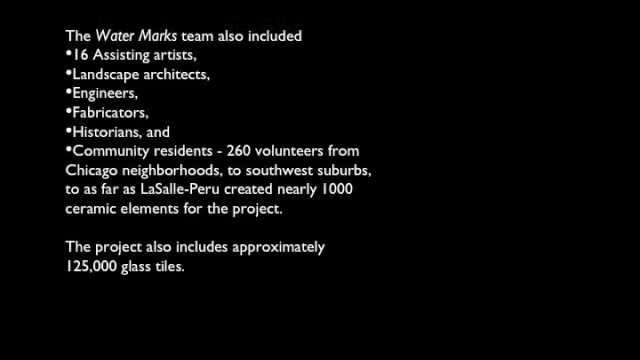 The Water Marks team also included
•16 Assisting artists,
•Landscape architects,
•Engineers,
•Fabricators,
•Historians, and
•Community residents - 260 volunteers from
Chicago neighborhoods, to southwest suburbs,
to as far as LaSalle-Peru created nearly 1000
ceramic elements for the project.
The project also includes approximately
125,000 glass tiles.